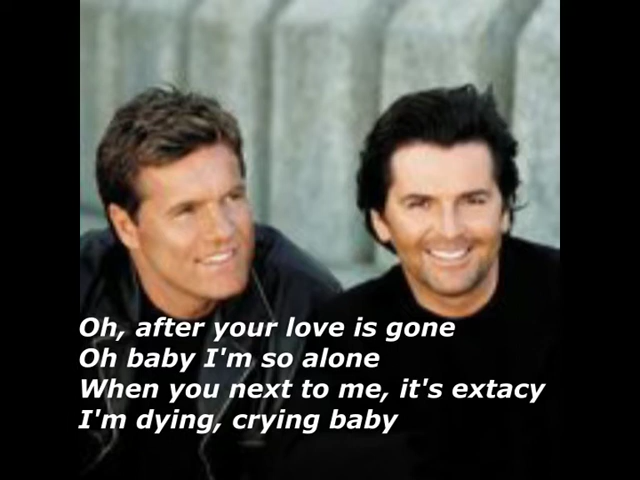 Oh, after your love is gone
Oh baby I'm so alone
When you next to me, it's extacy
I'm dying, crying baby